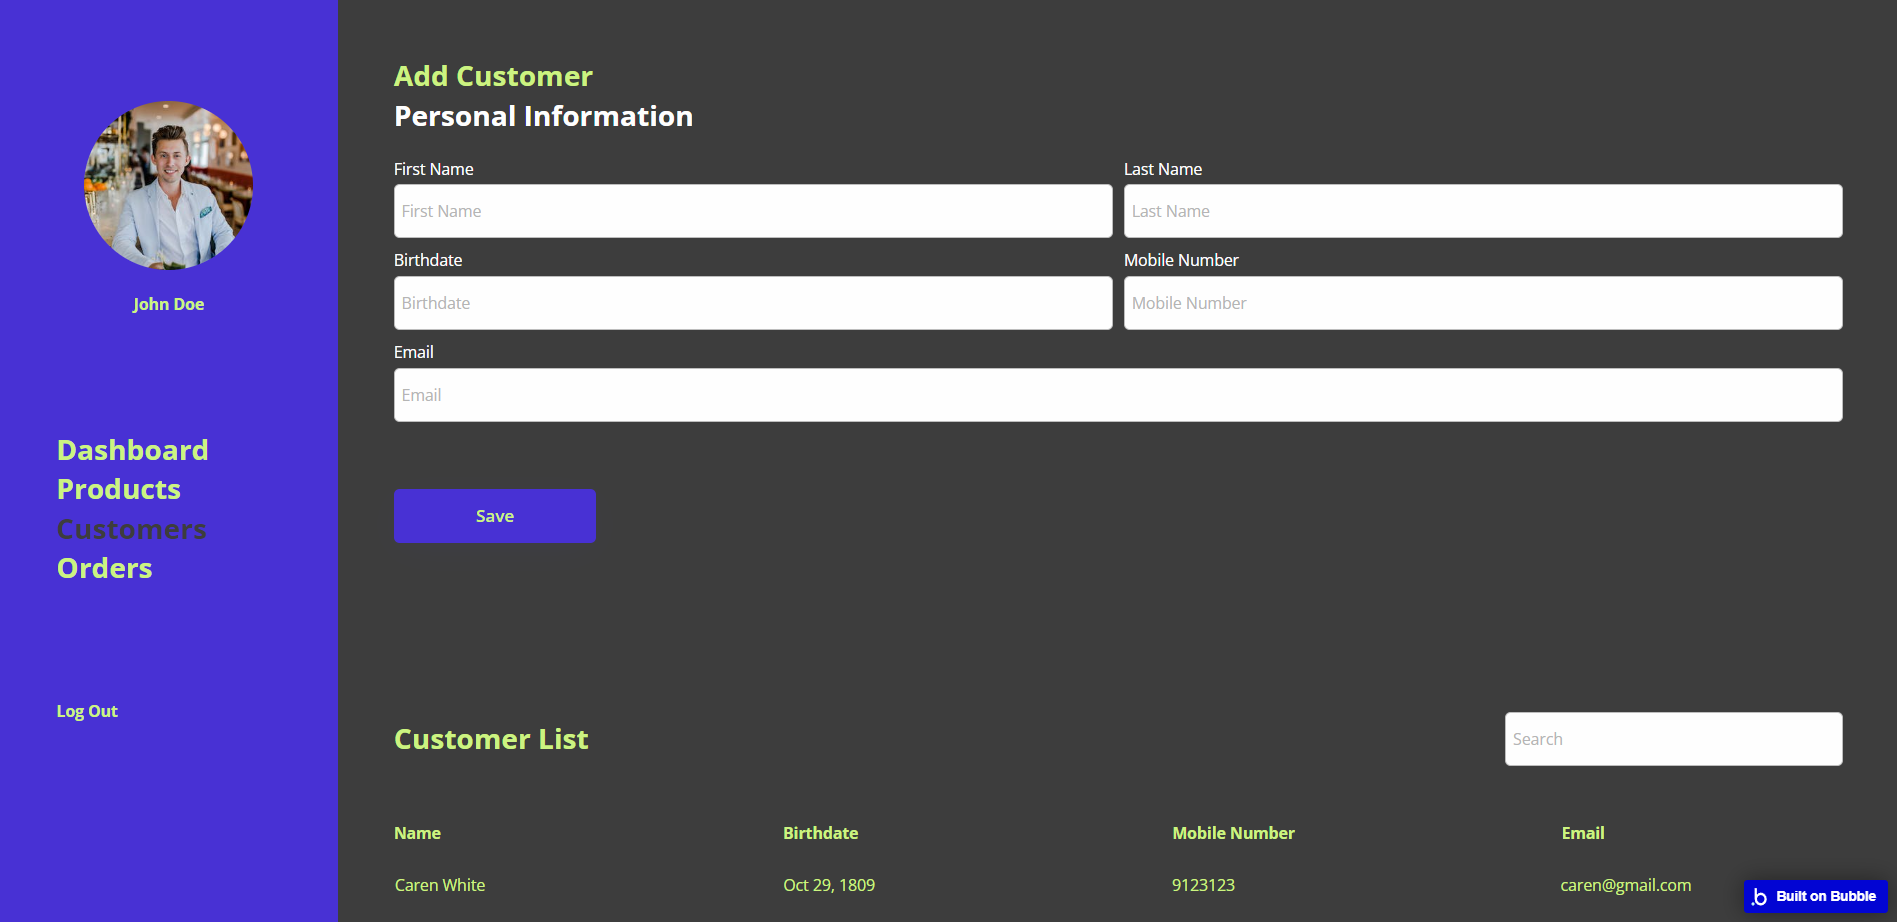 John Doe
Dashboard
Products
Customers
Orders
Log Out
Add Customer
Personal Information
First Name
Last Name
First Name
Last Name
Birthdate
Mobile Number
Birthdate
Mobile Number
Email
Email
Save
Customer List
Search
Name Birthdate Mobile Number Email
Caren White Oct 29, 1809 9123123 caren@gmail.com
Built on Bubble